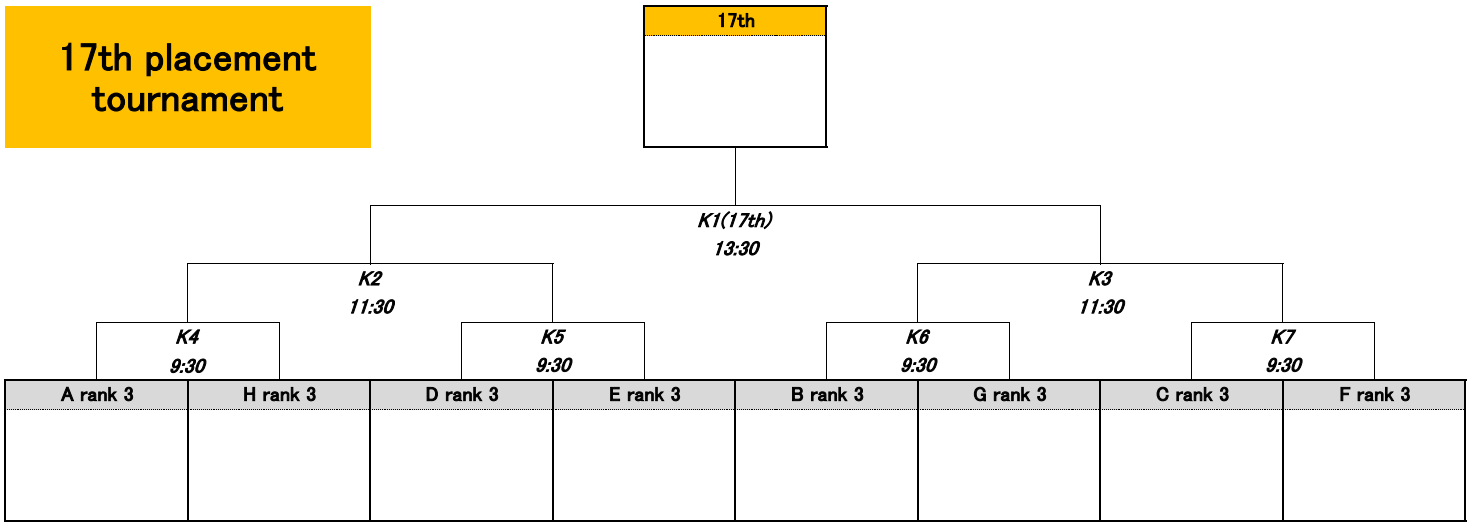 17th placement
tournament
17th
K1(17th)
13:30
K2
K3
11:30
11:30
K4
K5
K6
K7
9:30
9:30
9:30
9:30
A rank 3
H rank 3
D rank 3
E rank 3
B rank 3
G rank 3
C rank 3
F rank 3